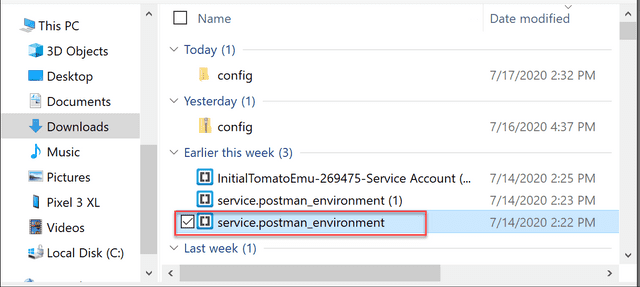 This PC
3D Objects
Desktop
Documents
Downloads
Music
Pictures
Pixel 3 XL
Videos
Local Disk (C:)
Name
Date modified
Today (1)
config 7/17/2020 2:32 PM
Yesterday (1)
config 7/16/2020 4:37 PM
Earlier this week (3)
InitialTomatoEmu-269475-Service Account (... 7/14/2020 2:25 PM
service.postman_environment (1) 7/14/2020 2:23 PM
service.postman_environment 7/14/2020 2:22 PM
Last week (1)